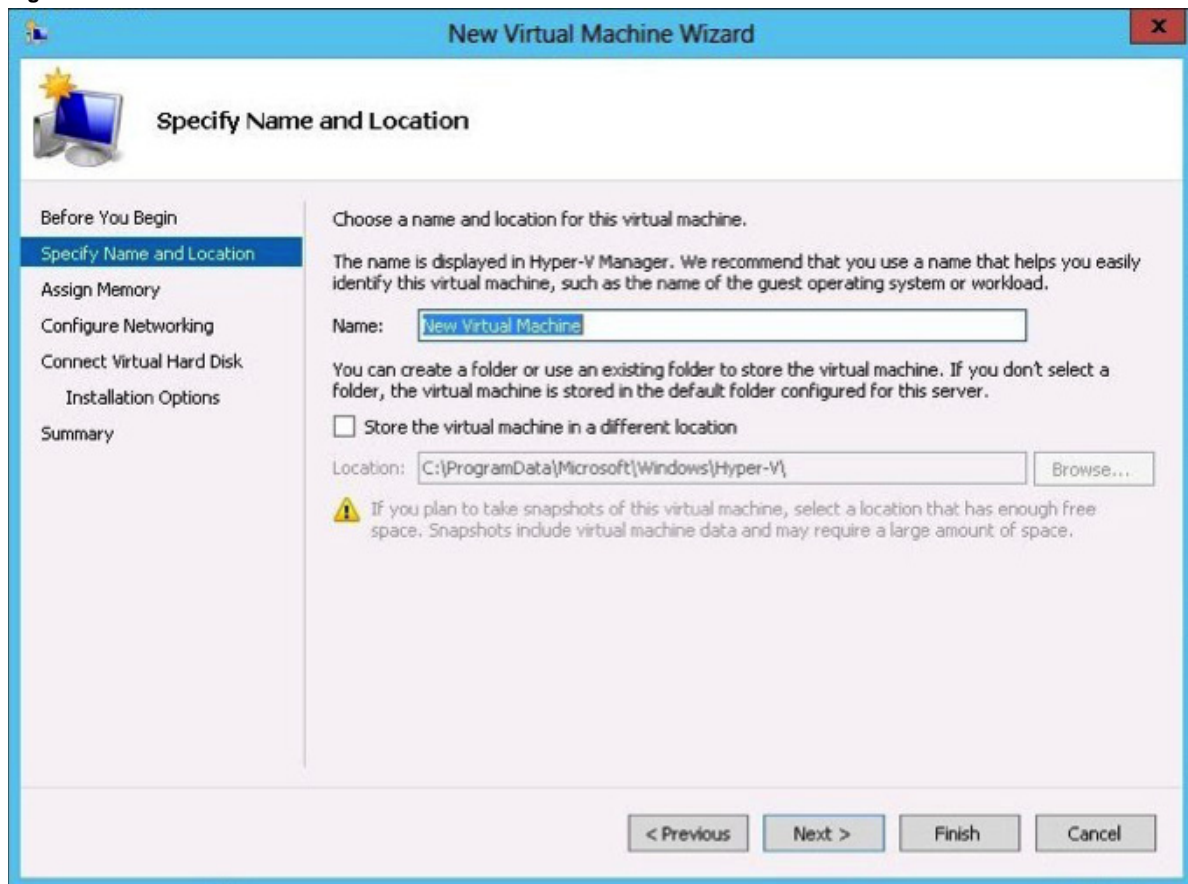 New Virtual Machine Wizard
x
Specify Name and Location
Before You Begin
Specify Name and Location
Assign Memory
Configure Networking
Connect Virtual Hard Disk
Installation Options
Summary
Choose a name and location for this virtual machine.
The name is displayed in Hyper-V Manager. We recommend that you use a name that helps you easily
identify this virtual machine, such as the name of the guest operating system or workload.
Name: New Virtual Machine
You can create a folder or use an existing folder to store the virtual machine. If you don't select a
folder, the virtual machine is stored in the default folder configured for this server.
Store the virtual machine in a different location
Location: C:\ProgramData\Microsoft\Windows\Hyper-V\ Browse...
If you plan to take snapshots of this virtual machine, select a location that has enough free
space. Snapshots include virtual machine data and may require a large amount of space.
< Previous Next > Finish Cancel